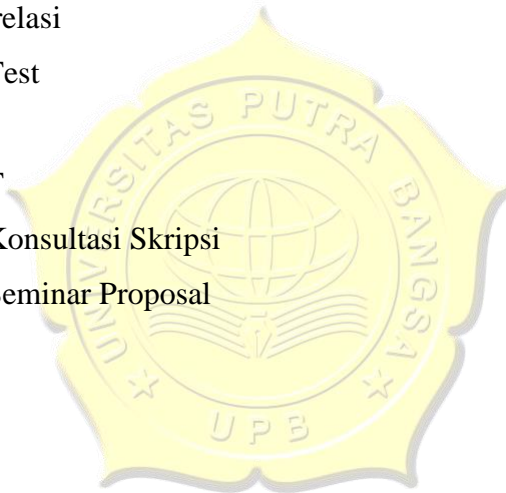 relasi
Test
Konsultasi Skripsi
Seminar Proposal
UNIVERSITAS PUTRA BANGSA
UPB